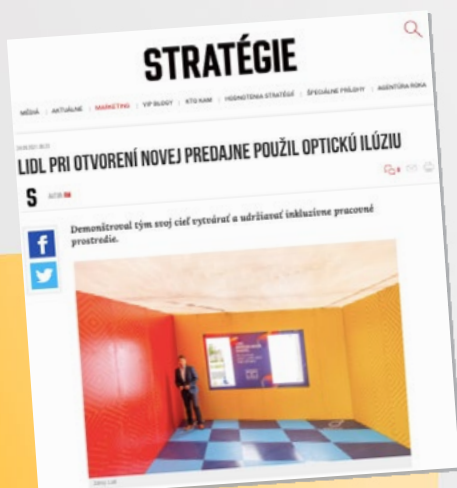 STRATÉGIE
MÉDIÁ AKTUÁLNE MARKETING VIP BLOGY KTO KAM HODNOTENIA STRATÉGIÍ ŠPECIÁLNE PRÍLOHY AGENTÚRA ROKA
LIDL PRI OTVORENÍ NOVEJ PREDAJNE POUŽIL OPTICKÚ ILÚZIU
S
Demonštroval tým svoj cieľ vytvárať a udržiavať inkluzívne pracovné
prostredie.
f